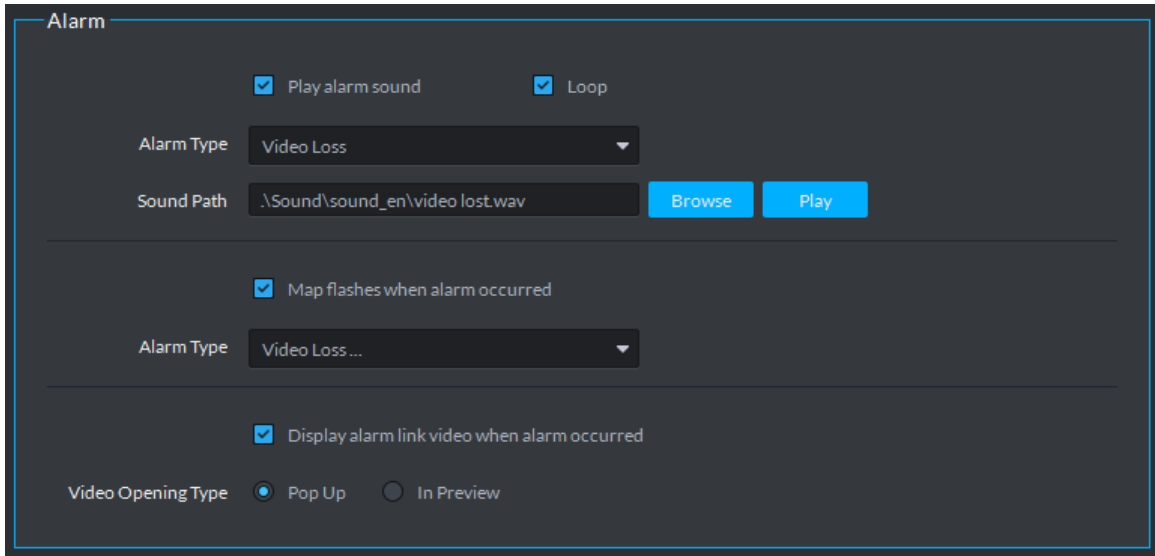 Alarm
Play alarm sound Loop
Alarm Type Video Loss
Sound Path .\Sound\sound_en\video lost.wav Browse Play
Map flashes when alarm occurred
Alarm Type Video Loss ...
Display alarm link video when alarm occurred
Video Opening Type Pop Up In Preview